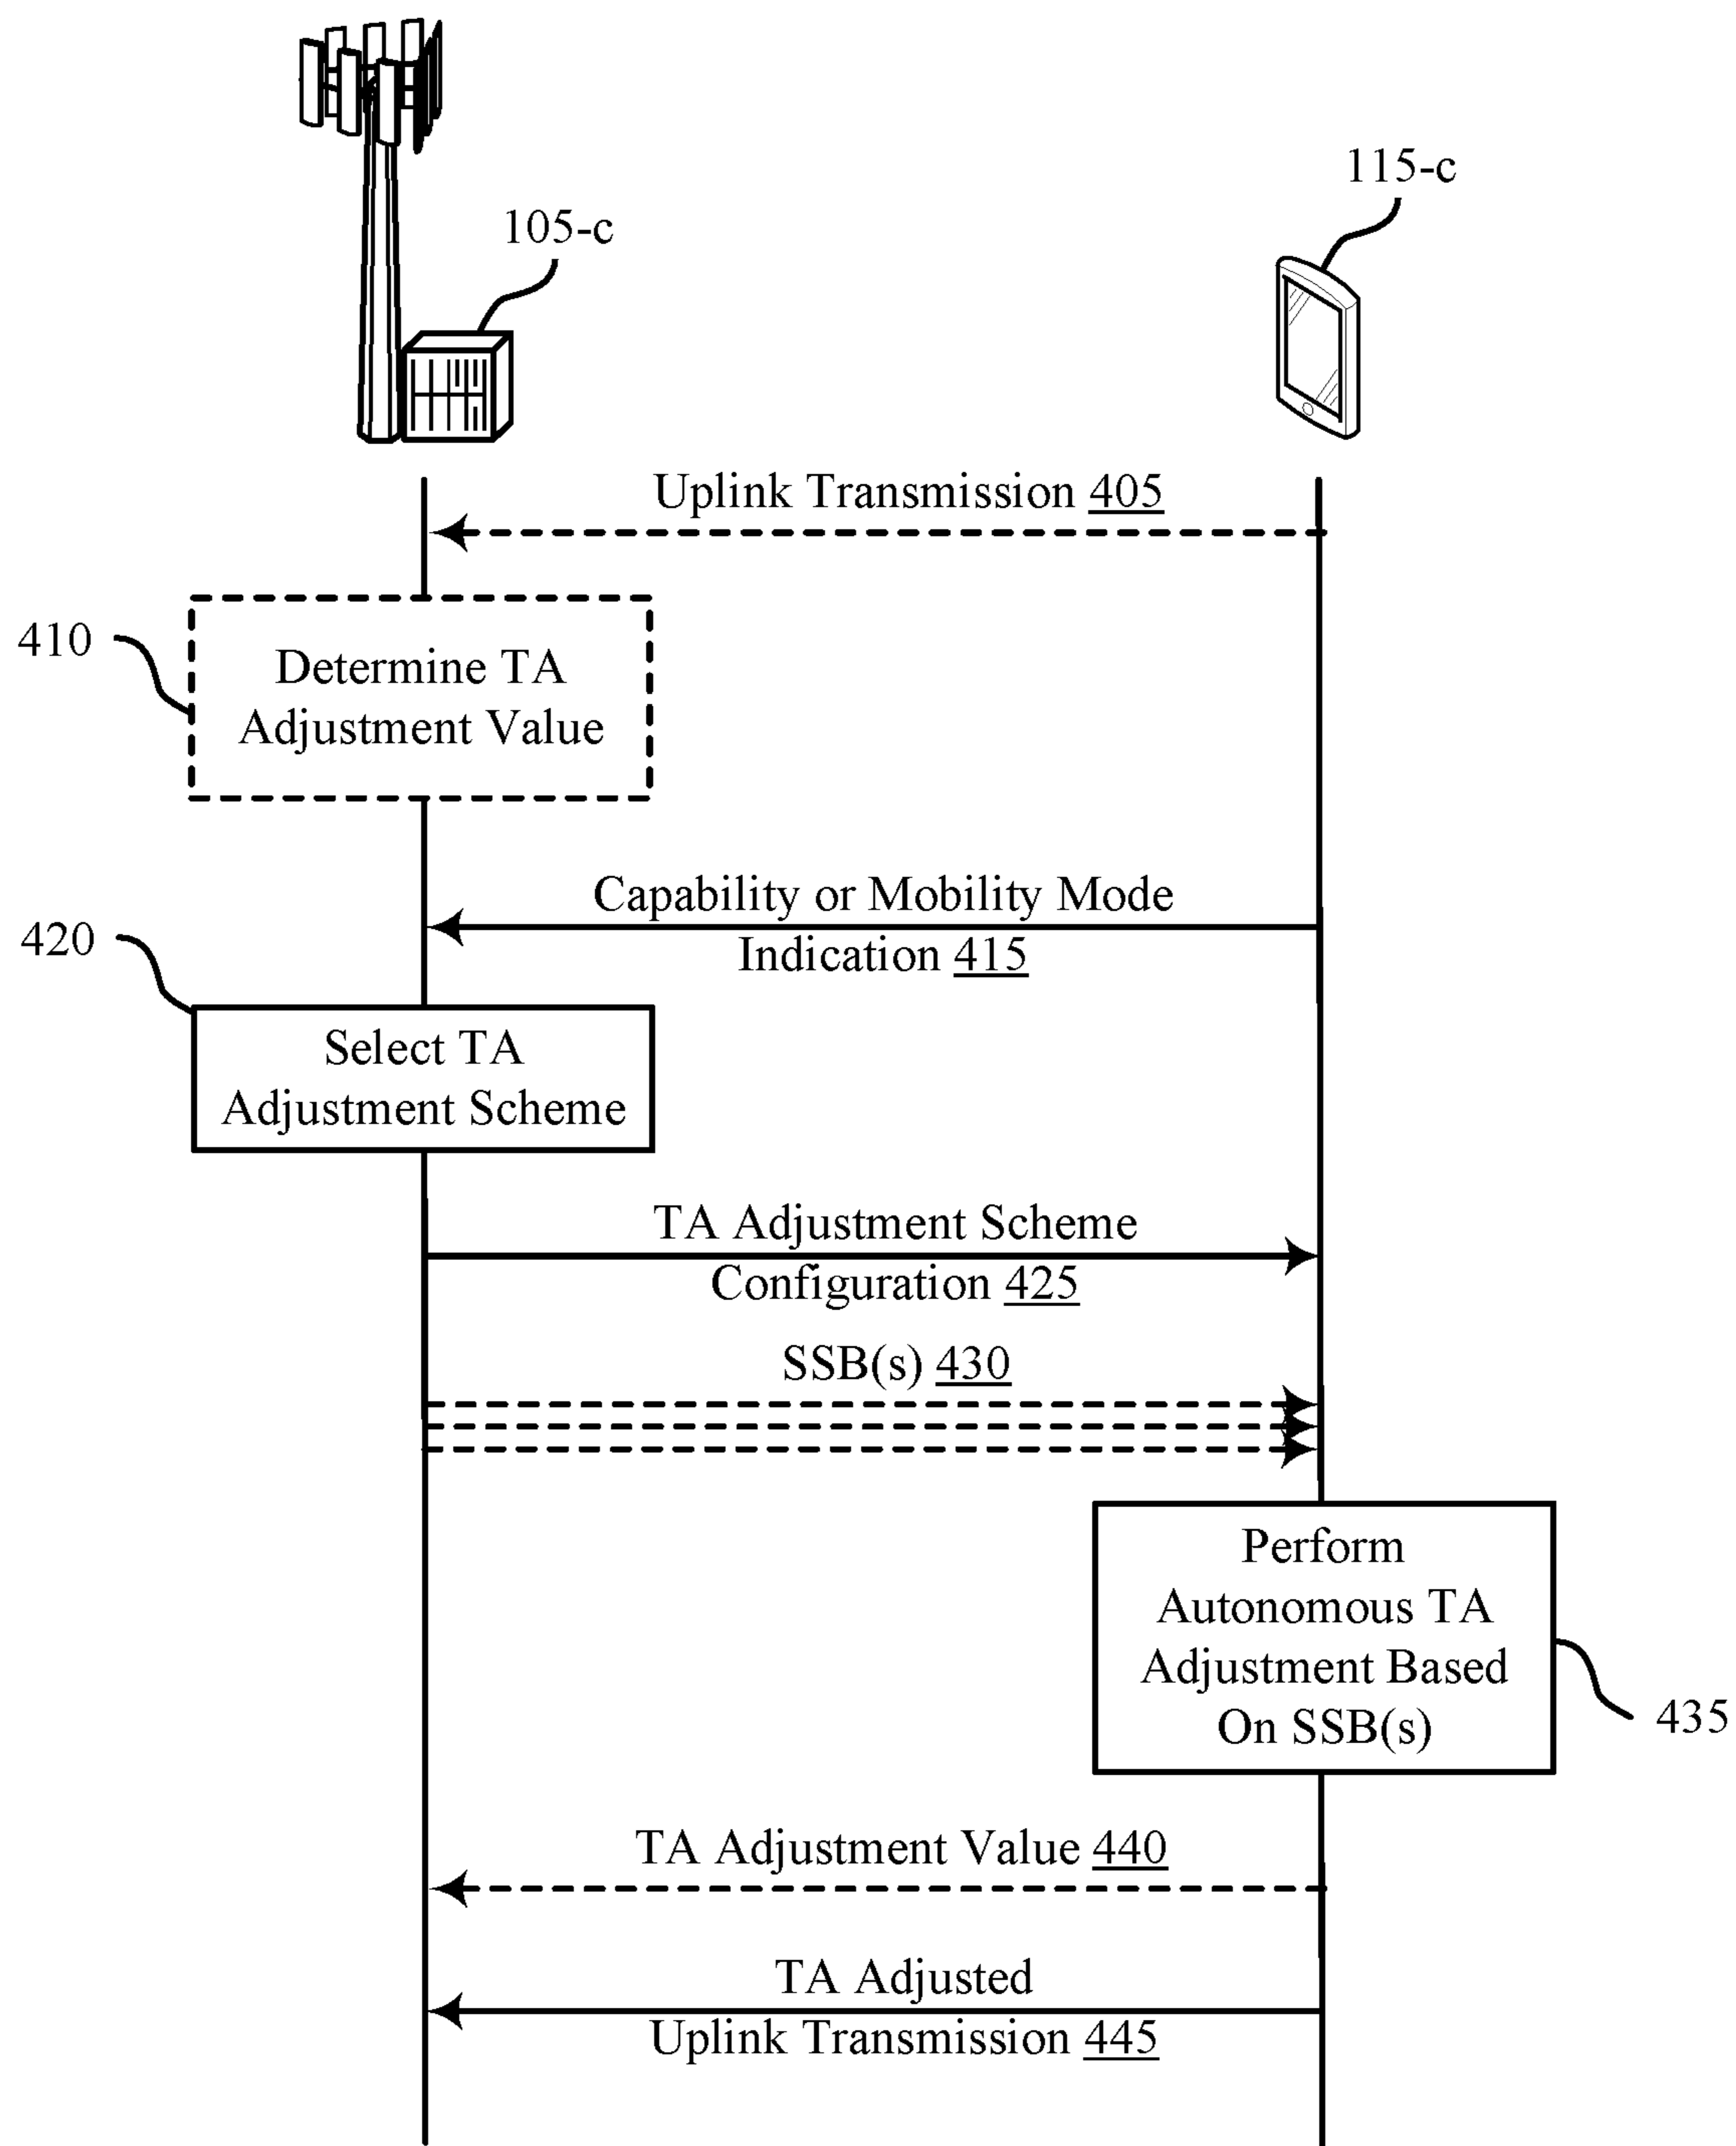 115-c
105-c
Uplink Transmission 405
410
Determine TA
Adjustment Value
Capability or Mobility Mode
Indication 415
420
Select TA
Adjustment Scheme
TA Adjustment Scheme
Configuration 425
SSB(s) 430
Perform
Autonomous TA
Adjustment Based
On SSB(s)
435
TA Adjustment Value 440
TA Adjusted
Uplink Transmission 445